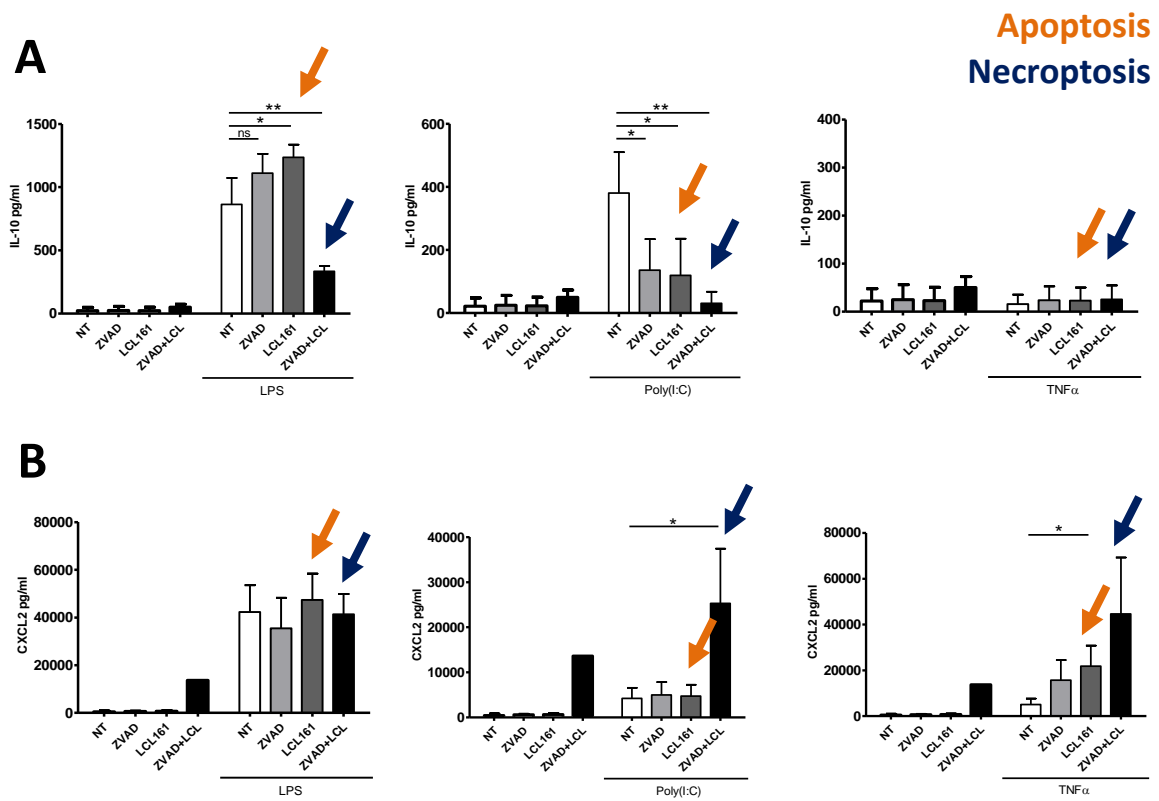 Apoptosis
Necroptosis
A
1500
1000
500
0
IL-10 pg/ml
**
*
ns
NT
ZVAD
LCL161
ZVAD+LCL
NT
ZVAD
LCL161
ZVAD+LCL
LPS
600
400
200
0
IL-10 pg/ml
**
*
*
NT
ZVAD
LCL161
ZVAD+LCL
NT
ZVAD
LCL161
ZVAD+LCL
Poly(I:C)
400
300
200
100
0
IL-10 pg/ml
NT
ZVAD
LCL161
ZVAD+LCL
NT
ZVAD
LCL161
ZVAD+LCL
TNFα
B
80000
60000
40000
20000
0
CXCL2 pg/ml
NT
ZVAD
LCL161
ZVAD+LCL
NT
ZVAD
LCL161
ZVAD+LCL
LPS
40000
30000
20000
10000
0
CXCL2 pg/ml
*
NT
ZVAD
LCL161
ZVAD+LCL
NT
ZVAD
LCL161
ZVAD+LCL
Poly(I:C)
80000
60000
40000
20000
0
CXCL2 pg/ml
*
NT
ZVAD
LCL161
ZVAD+LCL
NT
ZVAD
LCL161
ZVAD+LCL
TNFα